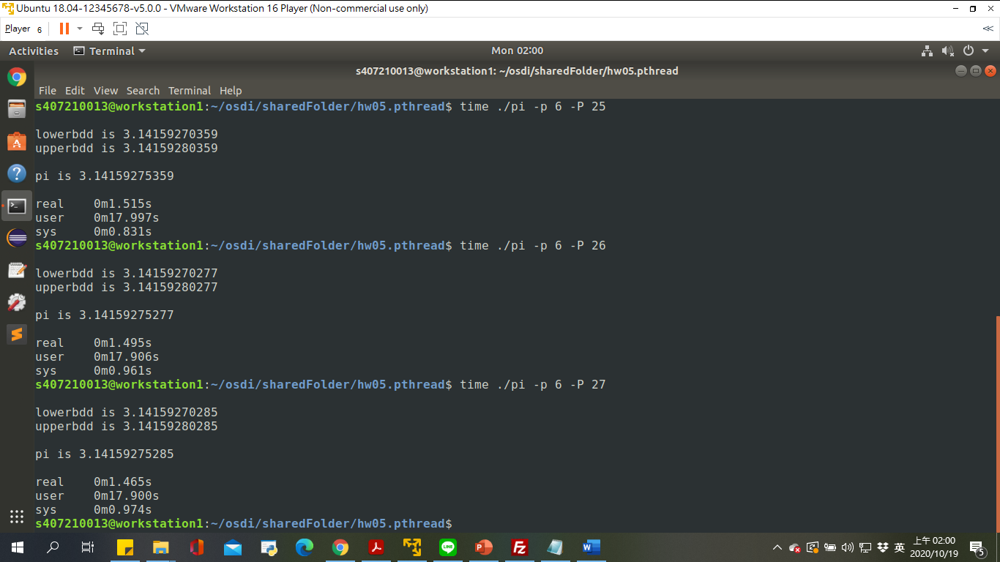 Ubuntu 18.04-12345678-v5.0.0 - VMware Workstation 16 Player (Non-commercial use only)
Player 6
Activities Terminal Mon 02:00
s407210013@workstation1: ~/osdi/sharedFolder/hw05.pthread
File Edit View Search Terminal Help
s407210013@workstation1:~/osdi/sharedFolder/hw05.pthread$ time ./pi -p 6 -P 25
lowerbdd is 3.14159270359
upperbdd is 3.14159280359
pi is 3.14159275359
real 0m1.515s
user 0m17.997s
sys 0m0.831s
s407210013@workstation1:~/osdi/sharedFolder/hw05.pthread$ time ./pi -p 6 -P 26
lowerbdd is 3.14159270277
upperbdd is 3.14159280277
pi is 3.14159275277
real 0m1.495s
user 0m17.906s
sys 0m0.961s
s407210013@workstation1:~/osdi/sharedFolder/hw05.pthread$ time ./pi -p 6 -P 27
lowerbdd is 3.14159270285
upperbdd is 3.14159280285
pi is 3.14159275285
real 0m1.465s
user 0m17.900s
sys 0m0.974s
s407210013@workstation1:~/osdi/sharedFolder/hw05.pthread$
英 上午 02:00
2020/10/19 5